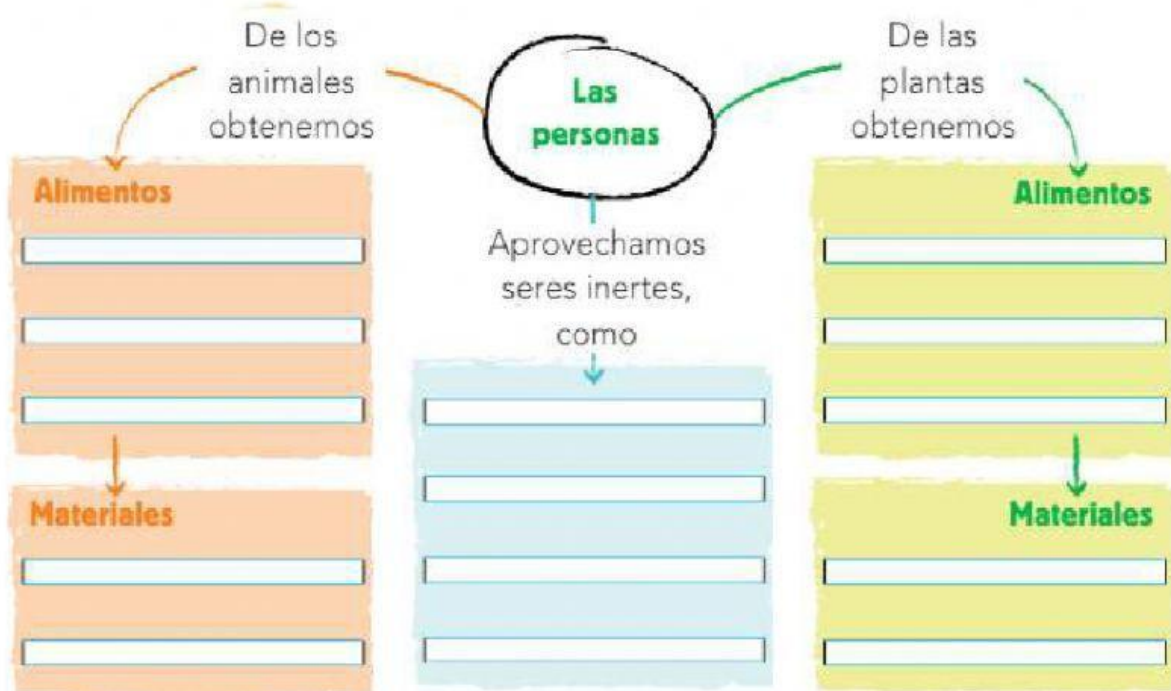 De los
animales
obtenemos
Las
personas
De las
plantas
obtenemos
Alimentos
Aprovechamos
seres inertes,
como
Alimentos
Materiales
Materiales